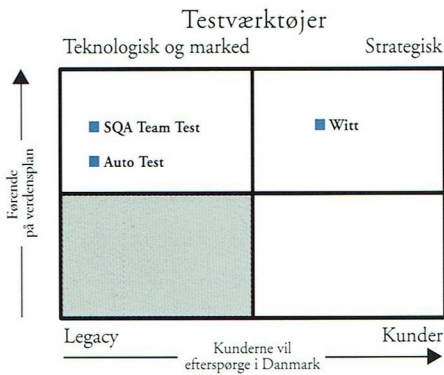 Testværktøjer
Teknologisk og marked
Strategisk
SQA Team Test
Auto Test
Witt
Førende
på verdensplan
Legacy
Kunder
Kunderne vil
efterspørge i Danmark